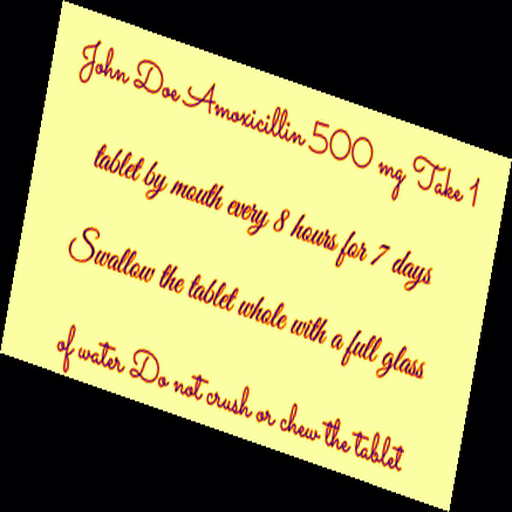 John Doe Amoxicillin 500 mg Take 1
tablet by mouth every 8 hours for 7 days
Swallow the tablet whole with a full glass
of water Do not crush or chew the tablet